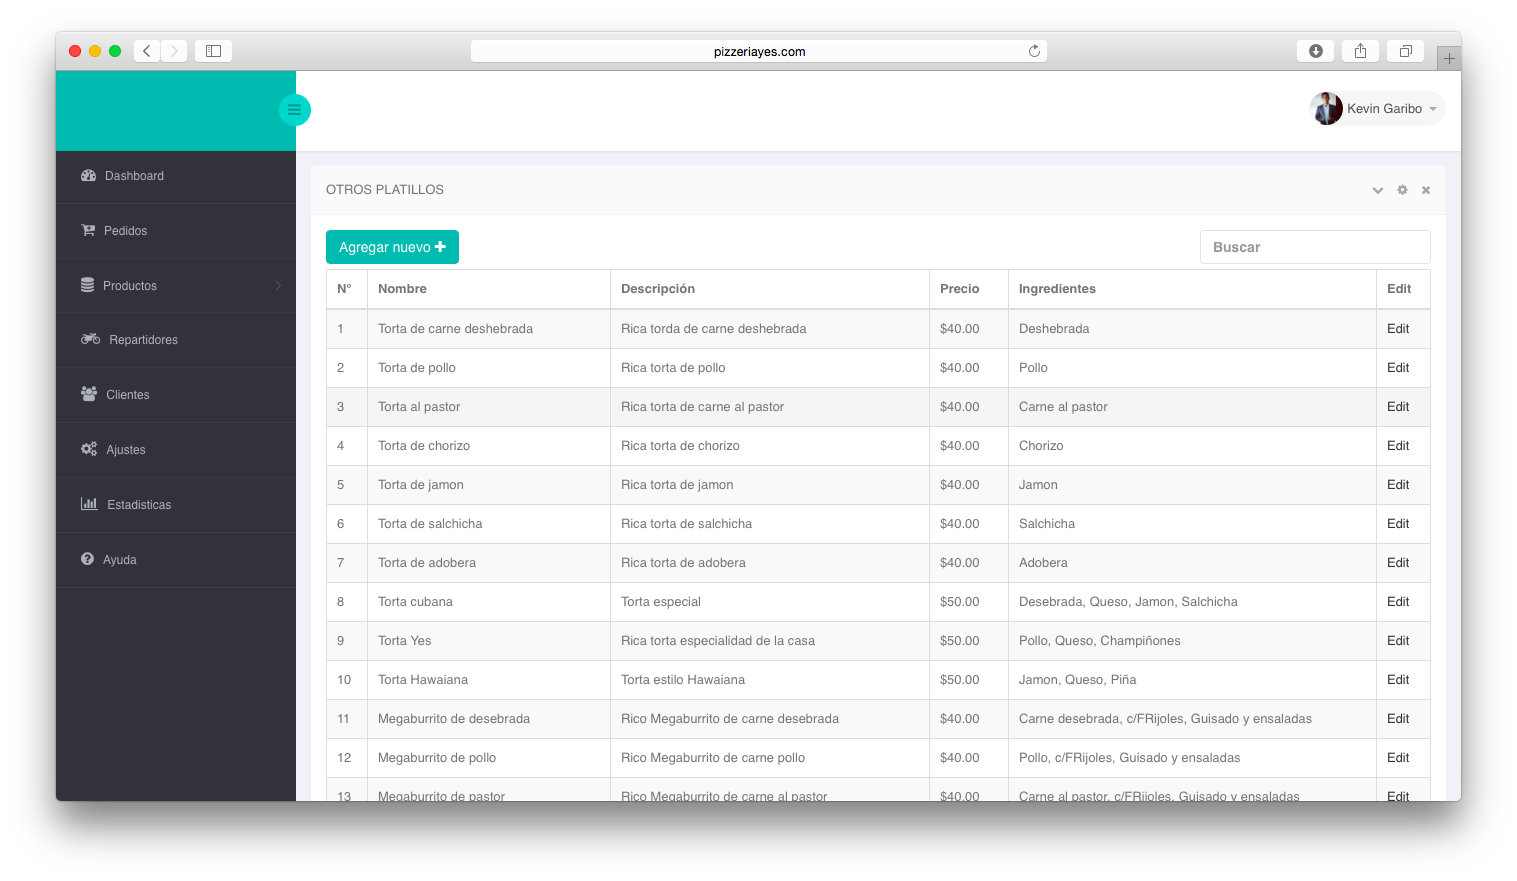 pizzeriayes.com
Kevin Garibo
Dashboard
Pedidos
Productos
Repartidores
Clientes
Ajustes
Estadisticas
Ayuda
OTROS PLATILLOS
Agregar nuevo
Buscar
N° Nombre Descripción Precio Ingredientes Edit
1 Torta de carne deshebrada Rica torda de carne deshebrada $40.00 Deshebrada Edit
2 Torta de pollo Rica torta de pollo $40.00 Pollo Edit
3 Torta al pastor Rica torta de carne al pastor $40.00 Carne al pastor Edit
4 Torta de chorizo Rica torta de chorizo $40.00 Chorizo Edit
5 Torta de jamon Rica torta de jamon $40.00 Jamon Edit
6 Torta de salchicha Rica torta de salchicha $40.00 Salchicha Edit
7 Torta de adobera Rica torta de adobera $40.00 Adobera Edit
8 Torta cubana Torta especial $50.00 Desebrada, Queso, Jamon, Salchicha Edit
9 Torta Yes Rica torta especialidad de la casa $50.00 Pollo, Queso, Champiñones Edit
10 Torta Hawaiana Torta estilo Hawaiana $50.00 Jamon, Queso, Piña Edit
11 Megaburrito de desebrada Rico Megaburrito de carne desebrada $40.00 Carne desebrada, c/FRijoles, Guisado y ensaladas Edit
12 Megaburrito de pollo Rico Megaburrito de carne pollo $40.00 Pollo, c/FRijoles, Guisado y ensaladas Edit
13 Megaburrito de pastor Rico Megaburrito de carne al pastor $40.00 Carne al pastor, c/FRijoles, Guisado y ensaladas Edit